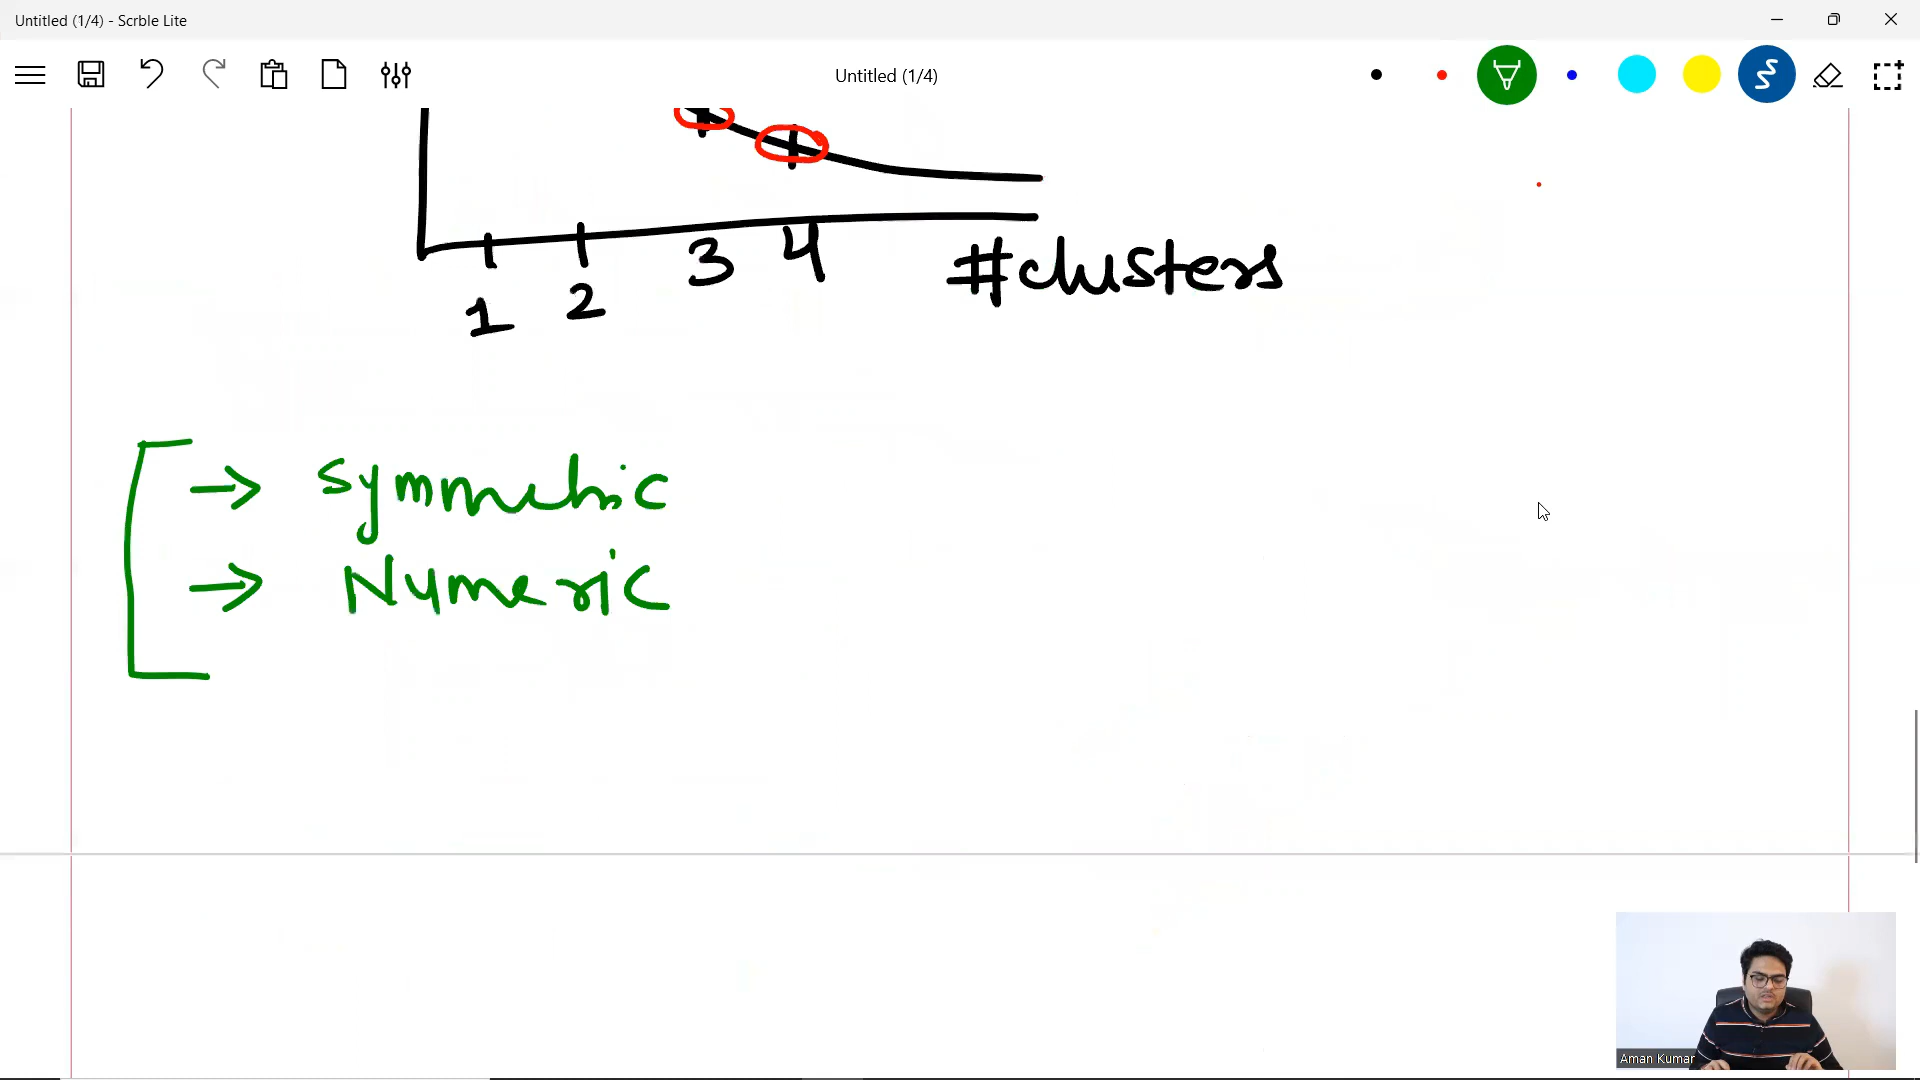 Untitled (1/4) - Scrble Lite
Untitled (1/4)
3 4 #clusters
1 2
→ Symmetric
→ Numeric
Aman Kumar